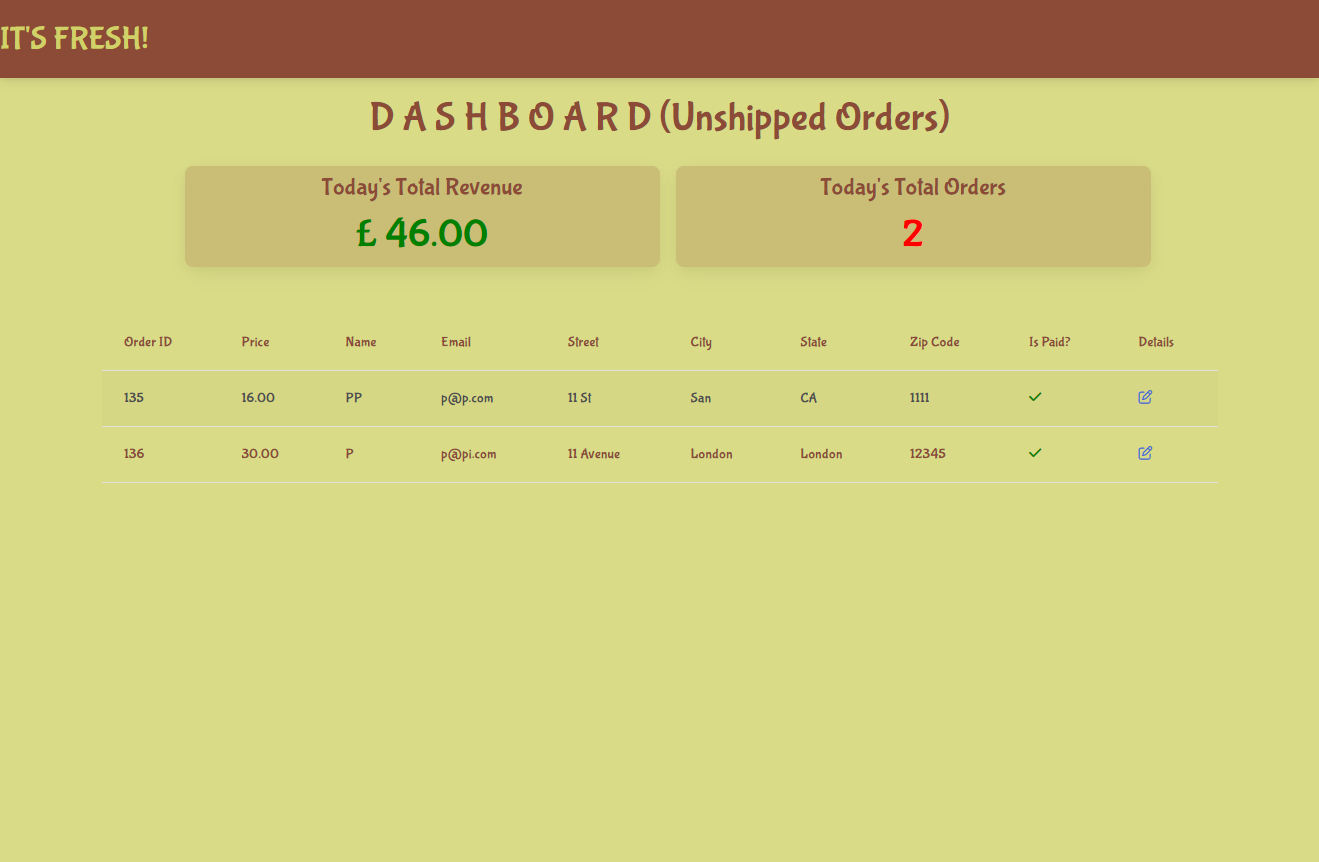 IT'S FRESH!
D A S H B O A R D (Unshipped Orders)
Today's Total Revenue
£ 46.00
Today's Total Orders
2
Order ID Price Name Email Street City State Zip Code Is Paid? Details
135 16.00 PP p@p.com 11 St San CA 1111
136 30.00 P p@pi.com 11 Avenue London London 12345